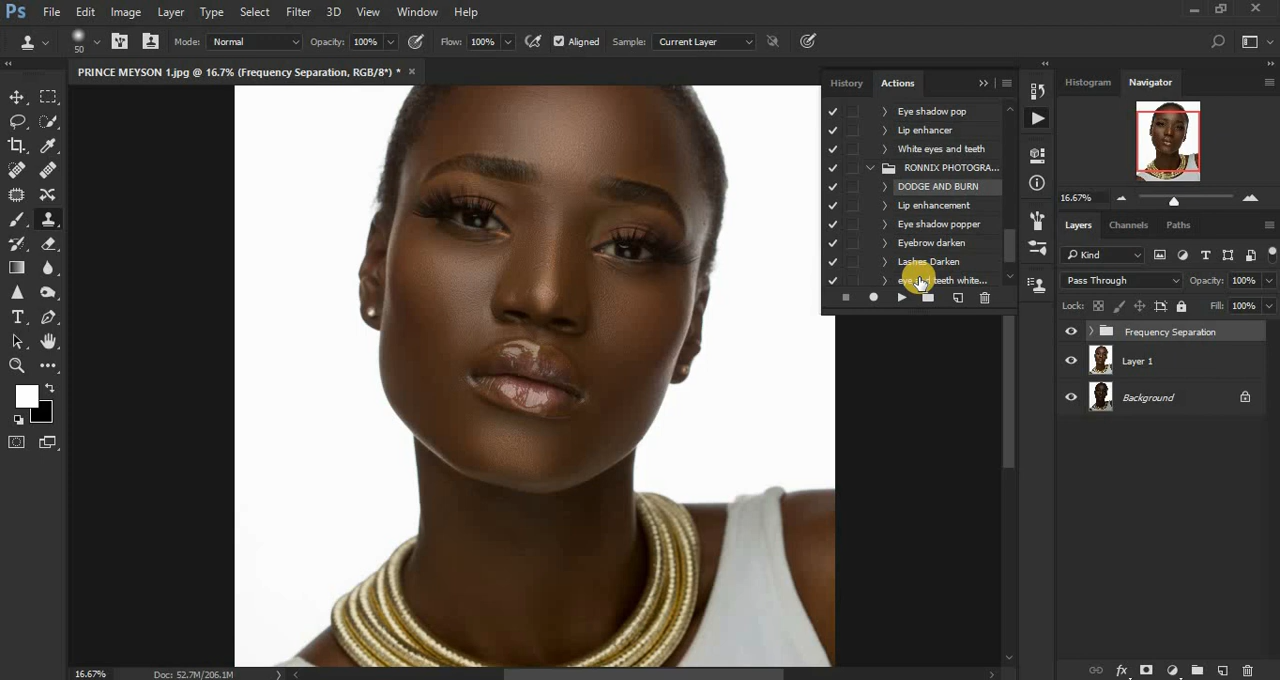 Ps File Edit Image Layer Type Select Filter 3D View Window Help
50 Mode: Normal Opacity: 100% Flow: 100% Aligned Sample: Current Layer
PRINCE MEYSON 1.jpg @ 16.7% (Frequency Separation, RGB/8*) * ×
History Actions
Eye shadow pop
Lip enhancer
White eyes and teeth
RONNIX PHOTOGRA...
DODGE AND BURN
Lip enhancement
Eye shadow popper
Eyebrow darken
Lashes Darken
teeth white...
Histogram Navigator
16.67%
Layers Channels Paths
Kind
Pass Through Opacity: 100%
Lock: Fill: 100%
Frequency Separation
Layer 1
Background
fx
16.67% Doc: 52.7M/206.1M